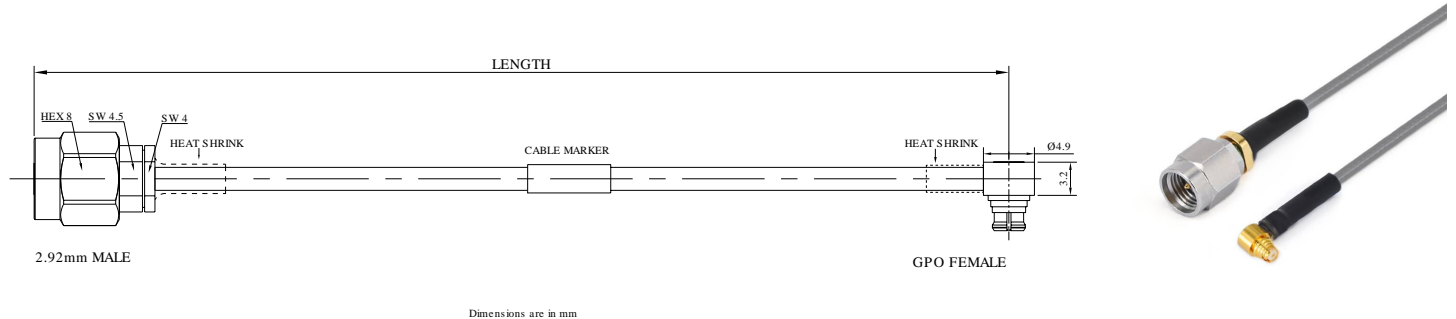 LENGTH
HEX 8 SW 4.5 SW 4
HEAT SHRINK CABLE MARKER HEAT SHRINK Ø4.9
3.2
2.92mm MALE GPO FEMALE
Dimensions are in mm